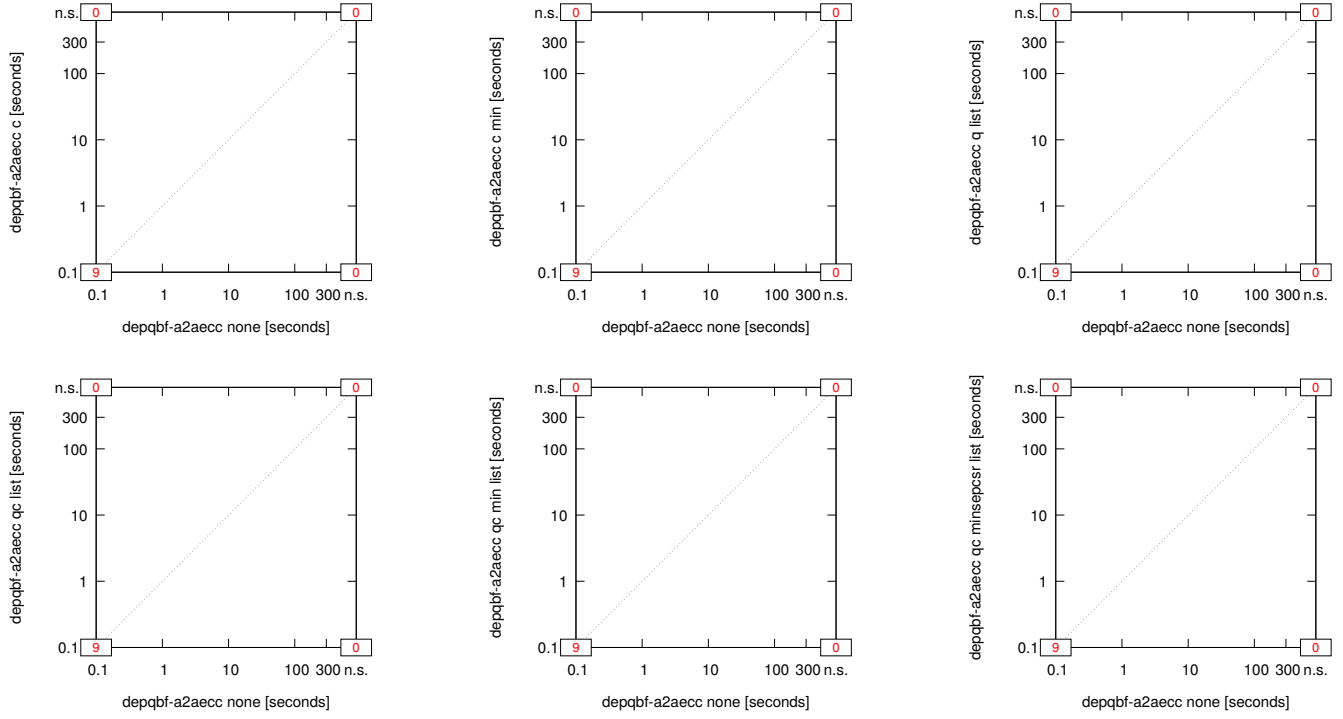 n.s. 0 0
300
100
10
1
0.1 9 0
0.1 1 10 100 300 n.s.
depqbf-a2aecc c [seconds]
depqbf-a2aecc none [seconds]
n.s. 0 0
300
100
10
1
0.1 9 0
0.1 1 10 100 300 n.s.
depqbf-a2aecc c min [seconds]
depqbf-a2aecc none [seconds]
n.s. 0 0
300
100
10
1
0.1 9 0
0.1 1 10 100 300 n.s.
depqbf-a2aecc q list [seconds]
depqbf-a2aecc none [seconds]
n.s. 0 0
300
100
10
1
0.1 9 0
0.1 1 10 100 300 n.s.
depqbf-a2aecc qc list [seconds]
depqbf-a2aecc none [seconds]
n.s. 0 0
300
100
10
1
0.1 9 0
0.1 1 10 100 300 n.s.
depqbf-a2aecc qc min list [seconds]
depqbf-a2aecc none [seconds]
n.s. 0 0
300
100
10
1
0.1 9 0
0.1 1 10 100 300 n.s.
depqbf-a2aecc qc minsepcsr list [seconds]
depqbf-a2aecc none [seconds]